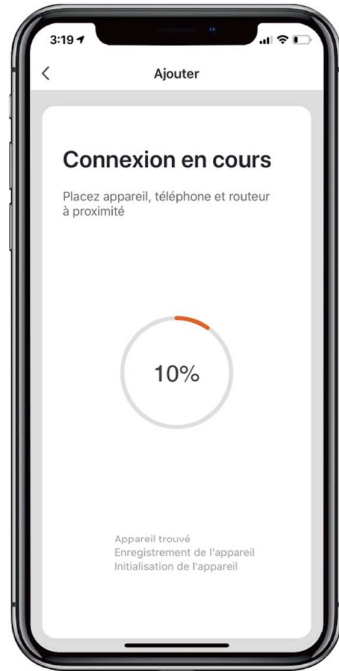 3:19
Ajouter
Connexion en cours
Placez appareil, téléphone et routeur
à proximité
10%
Appareil trouvé
Enregistrement de l'appareil
Initialisation de l'appareil